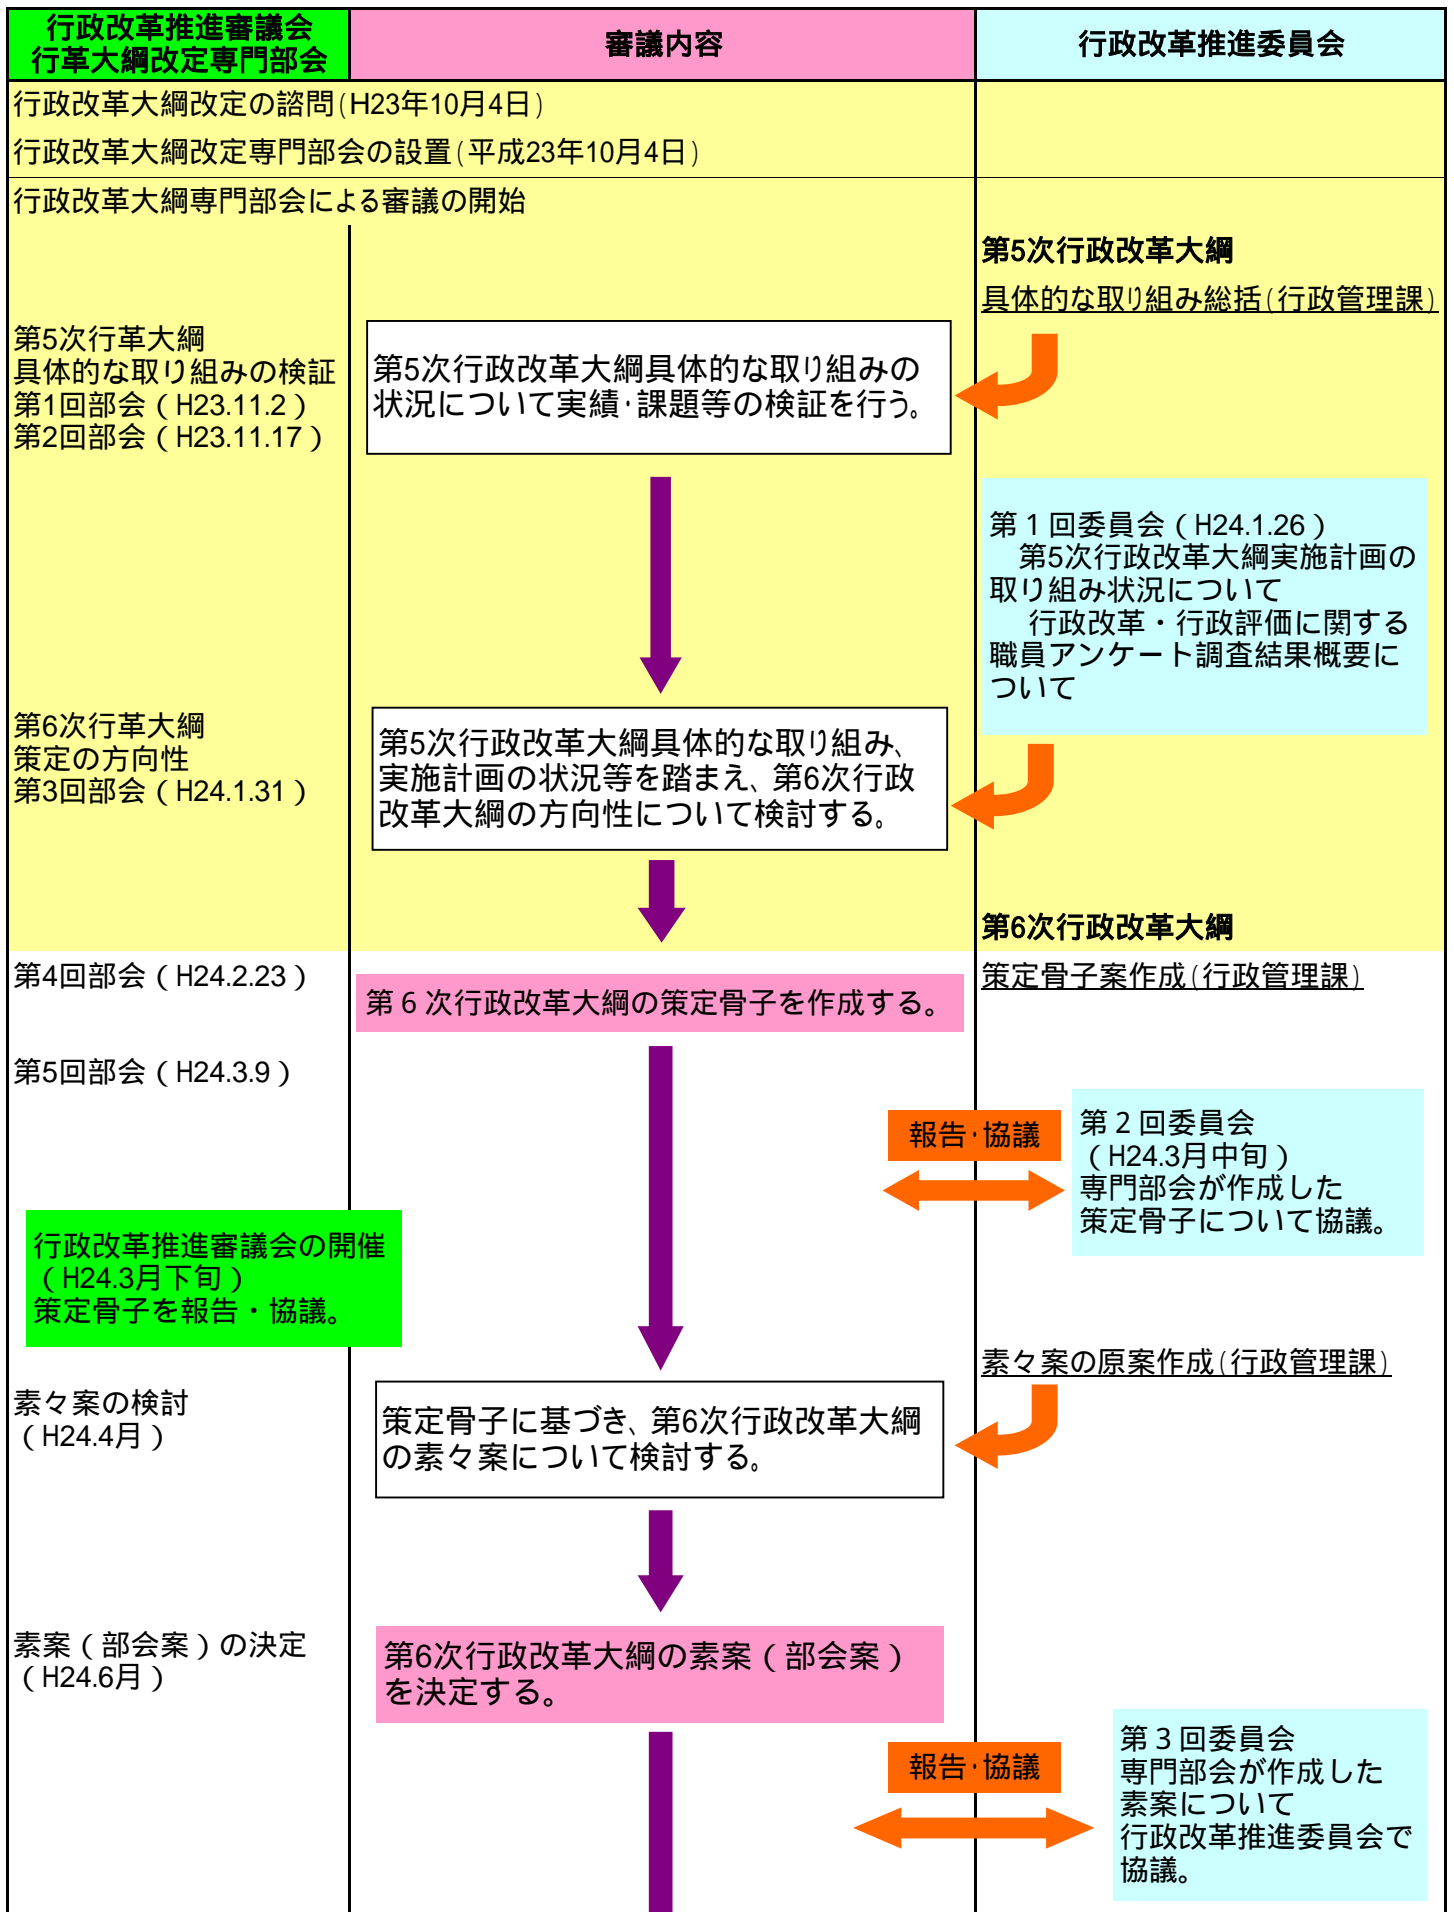 行政改革推進審議会
行革大綱改定専門部会
審議内容
行政改革推進委員会
行政改革大綱改定の諮問(H23年10月4日)
行政改革大綱改定専門部会の設置(平成23年10月4日)
行政改革大綱専門部会による審議の開始
第5次行政改革大綱
具体的な取り組み総括(行政管理課)
第5次行革大綱
具体的な取り組みの検証
第1回部会（H23.11.2）
第2回部会（H23.11.17）
第5次行政改革大綱具体的な取り組みの
状況について実績･課題等の検証を行う。
第１回委員会（H24.1.26）
第5次行政改革大綱実施計画の
取り組み状況について
行政改革・行政評価に関する
職員アンケート調査結果概要に
ついて
第6次行革大綱
策定の方向性
第3回部会（H24.1.31）
第5次行政改革大綱具体的な取り組み、
実施計画の状況等を踏まえ、第6次行政
改革大綱の方向性について検討する。
第6次行政改革大綱
第4回部会（H24.2.23）
第６次行政改革大綱の策定骨子を作成する。
策定骨子案作成(行政管理課)
第5回部会（H24.3.9）
報告･協議
第２回委員会
（H24.3月中旬）
専門部会が作成した
策定骨子について協議。
行政改革推進審議会の開催
（H24.3月下旬）
策定骨子を報告・協議。
素々案の原案作成(行政管理課)
素々案の検討
（H24.4月）
策定骨子に基づき、第6次行政改革大綱
の素々案について検討する。
素案（部会案）の決定
（H24.6月）
第6次行政改革大綱の素案（部会案）
を決定する。
報告･協議
第３回委員会
専門部会が作成した
素案について
行政改革推進委員会で
協議。